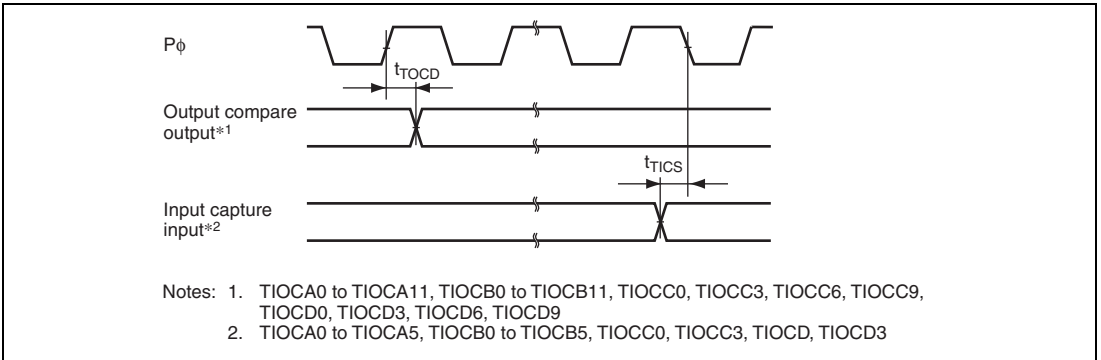 Pφ
tTOCD
Output compare
output*1
tTICS
Input capture
input*2
Notes: 1. TIOCA0 to TIOCA11, TIOCB0 to TIOCB11, TIOCC0, TIOCC3, TIOCC6, TIOCC9,
TIOCD0, TIOCD3, TIOCD6, TIOCD9
2. TIOCA0 to TIOCA5, TIOCB0 to TIOCB5, TIOCC0, TIOCC3, TIOCD, TIOCD3